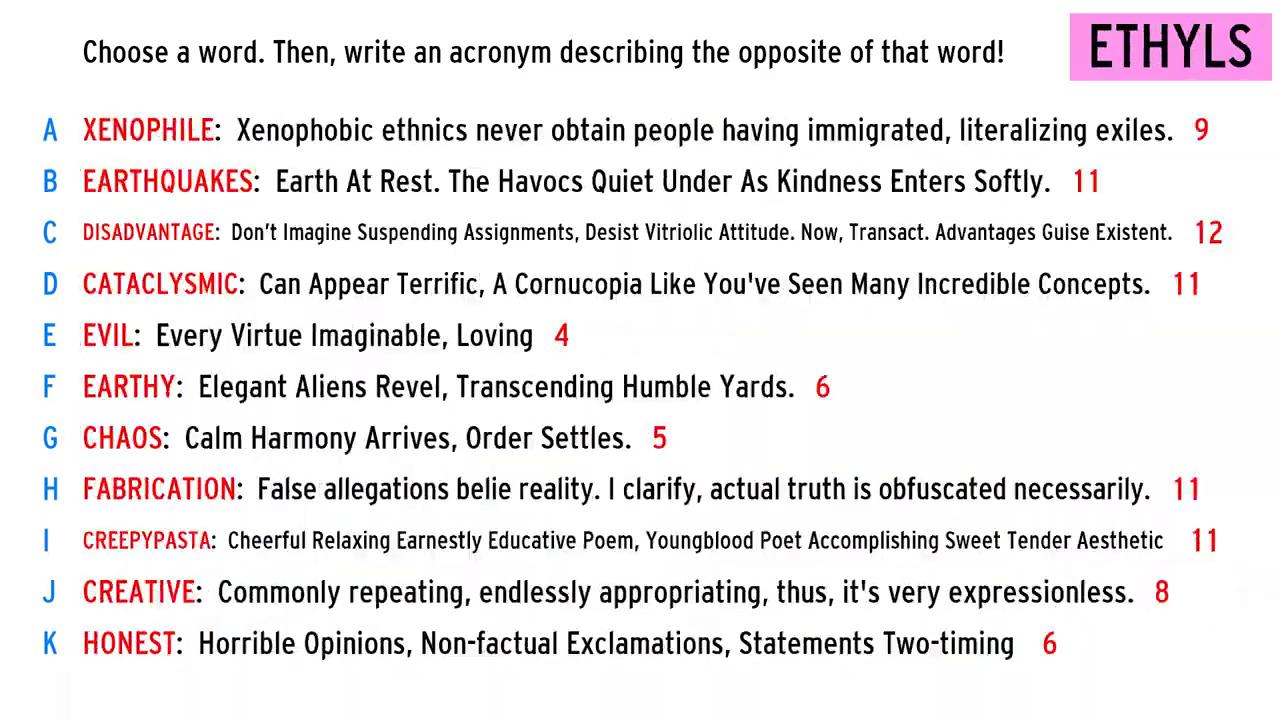 Choose a word. Then, write an acronym describing the opposite of that word!
ETHYLS
A XENOPHILE: Xenophobic ethnics never obtain people having immigrated, literalizing exiles. 9
B EARTHQUAKES: Earth At Rest. The Havocs Quiet Under As Kindness Enters Softly. 11
C DISADVANTAGE: Don't Imagine Suspending Assignments, Desist Vitriolic Attitude. Now, Transact. Advantages Guise Existent. 12
D CATACLYSMIC: Can Appear Terrific, A Cornucopia Like You've Seen Many Incredible Concepts. 11
E EVIL: Every Virtue Imaginable, Loving 4
F EARTHY: Elegant Aliens Revel, Transcending Humble Yards. 6
G CHAOS: Calm Harmony Arrives, Order Settles. 5
H FABRICATION: False allegations belie reality. I clarify, actual truth is obfuscated necessarily. 11
I CREEPYPASTA: Cheerful Relaxing Earnestly Educative Poem, Youngblood Poet Accomplishing Sweet Tender Aesthetic 11
J CREATIVE: Commonly repeating, endlessly appropriating, thus, it's very expressionless. 8
K HONEST: Horrible Opinions, Non-factual Exclamations, Statements Two-timing 6